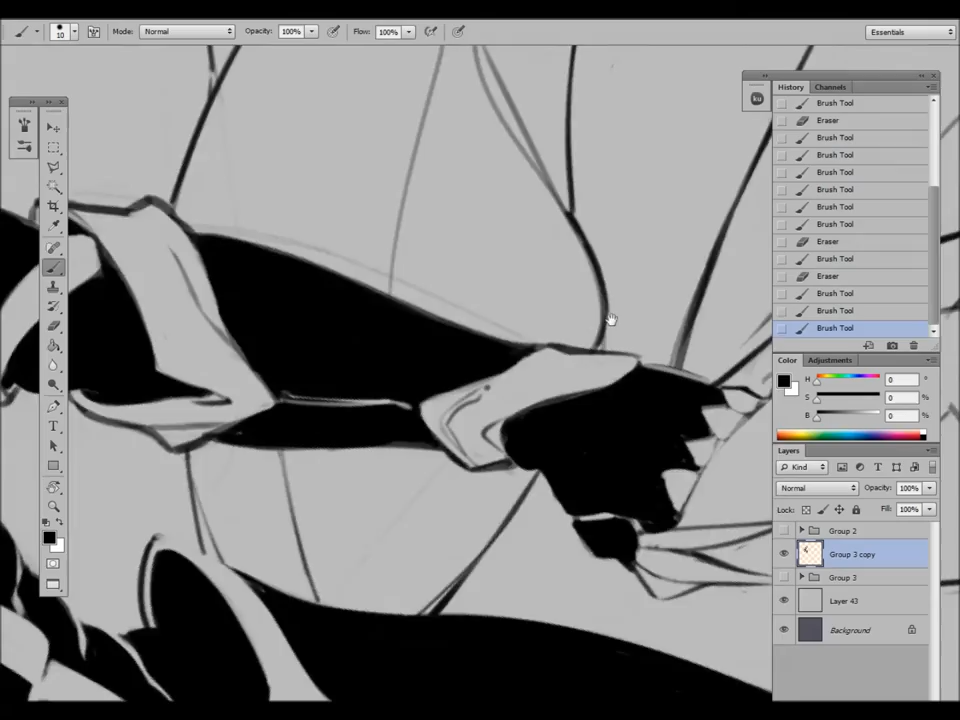 Mode: Normal Opacity: 100% Flow: 100% Essentials
10
History Channels
ku
Brush Tool
Eraser
Brush Tool
Brush Tool
Brush Tool
Brush Tool
Brush Tool
Brush Tool
Eraser
Brush Tool
Eraser
Brush Tool
Brush Tool
Brush Tool
Color Adjustments
H 0 °
S 0 %
B 0 %
Layers
Kind
Normal Opacity: 100%
Lock: Fill: 100%
Group 2
Group 3 copy
Group 3
Layer 43
Background